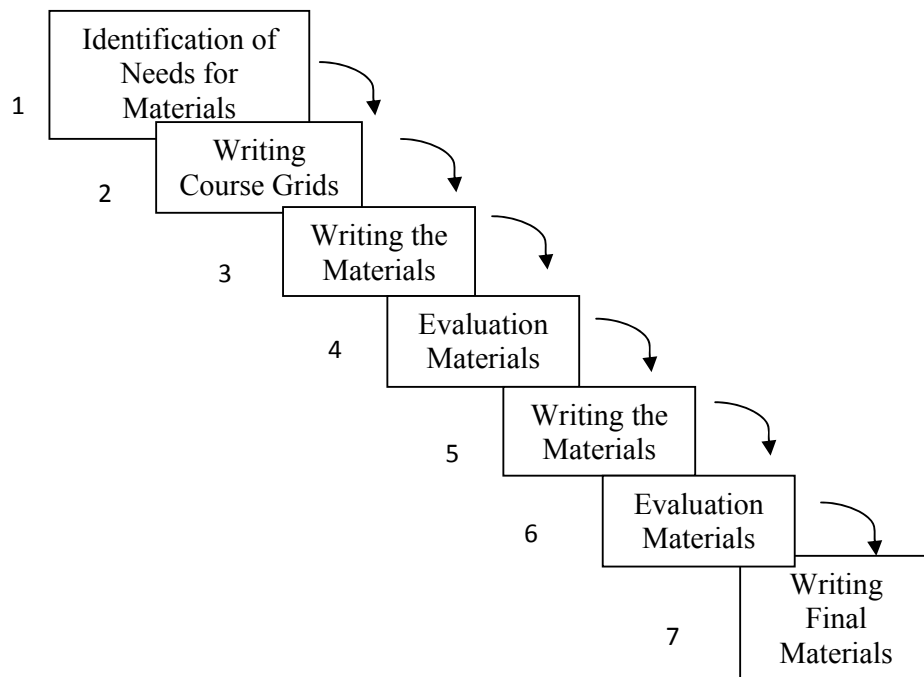 Identification of
Needs for
Materials
1
Writing
Course Grids
2
Writing the
Materials
3
Evaluation
Materials
4
Writing the
Materials
5
Evaluation
Materials
6
Writing
Final
Materials
7